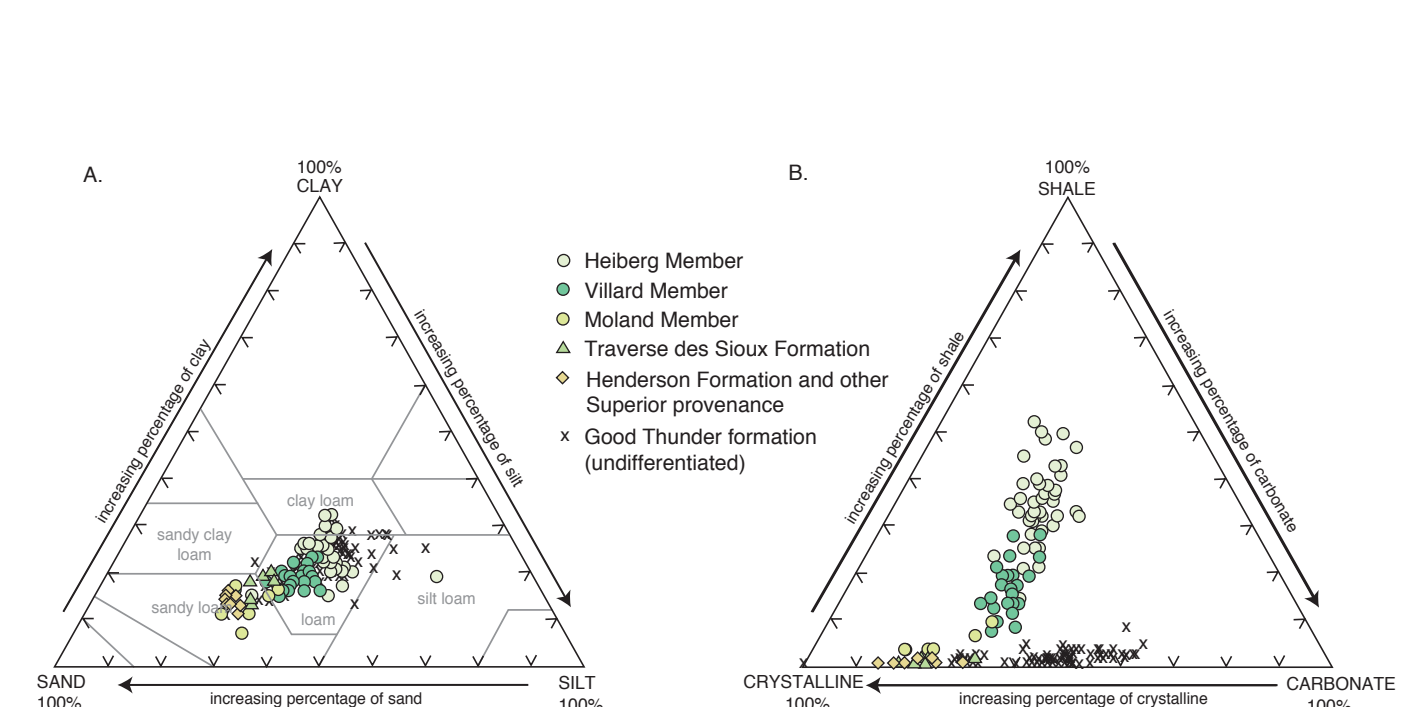 A.
100%
CLAY
increasing percentage of clay
increasing percentage of silt
clay loam
sandy clay
loam
sandy loam
loam
silt loam
SAND
100%
increasing percentage of sand
SILT
100%
Heiberg Member
Villard Member
Moland Member
Traverse des Sioux Formation
Henderson Formation and other
Superior provenance
x Good Thunder formation
(undifferentiated)
B.
100%
SHALE
increasing percentage of shale
increasing percentage of carbonate
CRYSTALLINE
100%
increasing percentage of crystalline
CARBONATE
100%